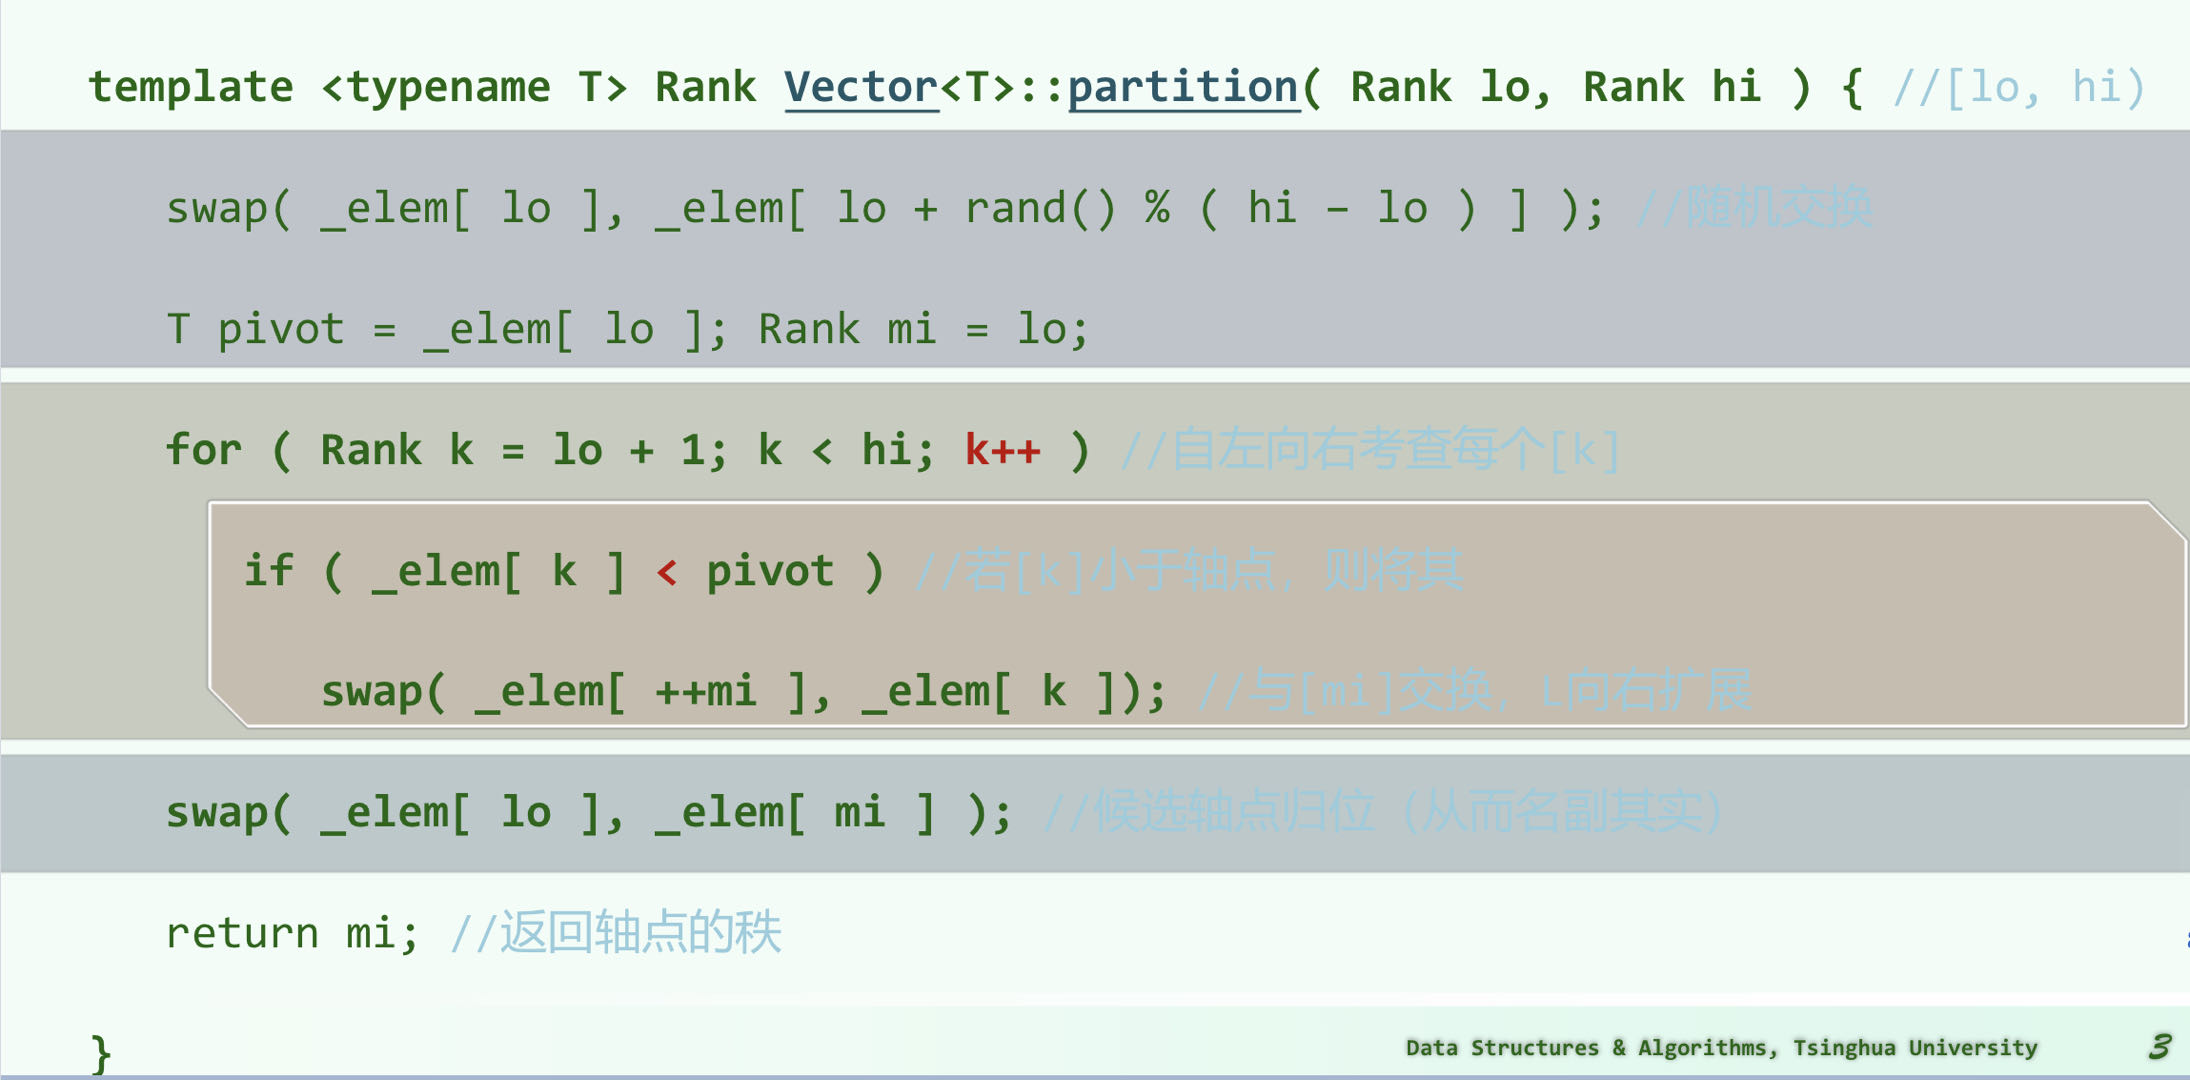 template <typename T> Rank Vector<T>::partition( Rank lo, Rank hi ) { //[lo, hi)
swap( _elem[ lo ], _elem[ lo + rand() % ( hi – lo ) ] ); //随机交换
T pivot = _elem[ lo ]; Rank mi = lo;
for ( Rank k = lo + 1; k < hi; k++ ) //自左向右考查每个[k]
if ( _elem[ k ] < pivot ) //若[k]小于轴点，则将其
swap( _elem[ ++mi ], _elem[ k ]); //与[mi]交换，L向右扩展
swap( _elem[ lo ], _elem[ mi ] ); //候选轴点归位（从而名副其实）
return mi; //返回轴点的秩
}
Data Structures & Algorithms, Tsinghua University
3